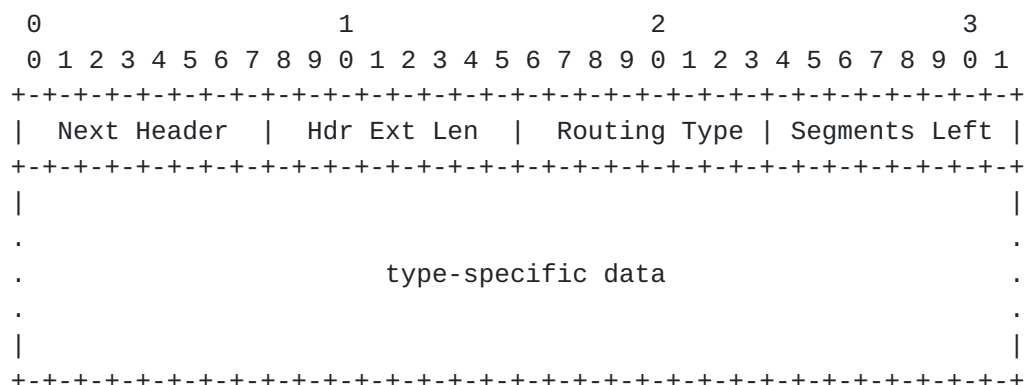 0                   1                   2                   3
 0 1 2 3 4 5 6 7 8 9 0 1 2 3 4 5 6 7 8 9 0 1 2 3 4 5 6 7 8 9 0 1
+-+-+-+-+-+-+-+-+-+-+-+-+-+-+-+-+-+-+-+-+-+-+-+-+-+-+-+-+-+-+-+-+
|  Next Header  |  Hdr Ext Len  |  Routing Type | Segments Left |
+-+-+-+-+-+-+-+-+-+-+-+-+-+-+-+-+-+-+-+-+-+-+-+-+-+-+-+-+-+-+-+-+
|                                                               |
.                                                               .
.                       type-specific data                      .
.                                                               .
|                                                               |
+-+-+-+-+-+-+-+-+-+-+-+-+-+-+-+-+-+-+-+-+-+-+-+-+-+-+-+-+-+-+-+-+